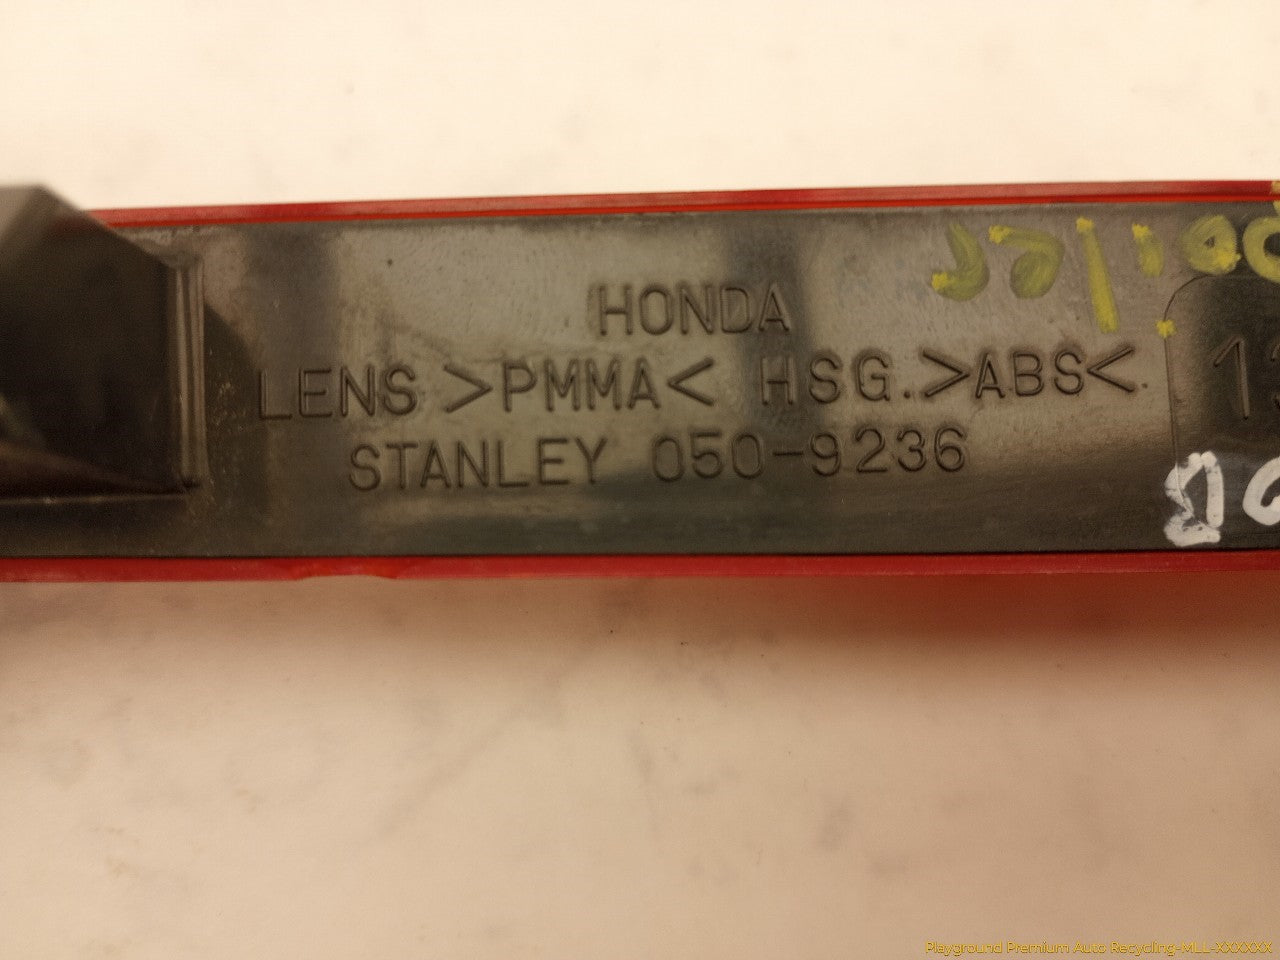 HONDA
LENS >PMMA< HSG.>ABS<.
STANLEY 050-9236
Playground Premium Auto Recycling-MLL-XXXXXX